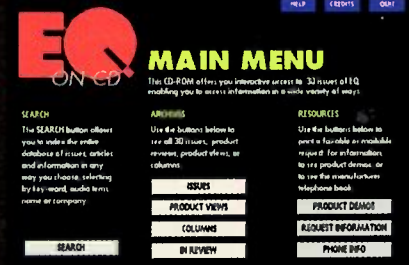 HELP
CREDITS
QUIT
EQ
ON CD
MAIN MENU
This CD-ROM offers you interactive access to 30 issues of EQ
enabling you to access information in a wide variety of ways
SEARCH
The SEARCH button allows
you to index the entire
database of issues, articles
and information in any
way you choose, selecting
by key-word, audio term
name or company
SEARCH
ARCHIVES
Use the buttons below to
see all 30 issues, product
reviews, product views, or
columns
ISSUES
PRODUCT VIEWS
COLUMNS
IN REVIEW
RESOURCES
Use the buttons below to
print a faxable or mailable
request for information,
to see product demos, or
to see the manufacturer
telephone book
PRODUCT DEMOS
REQUEST INFORMATION
PHONE INFO